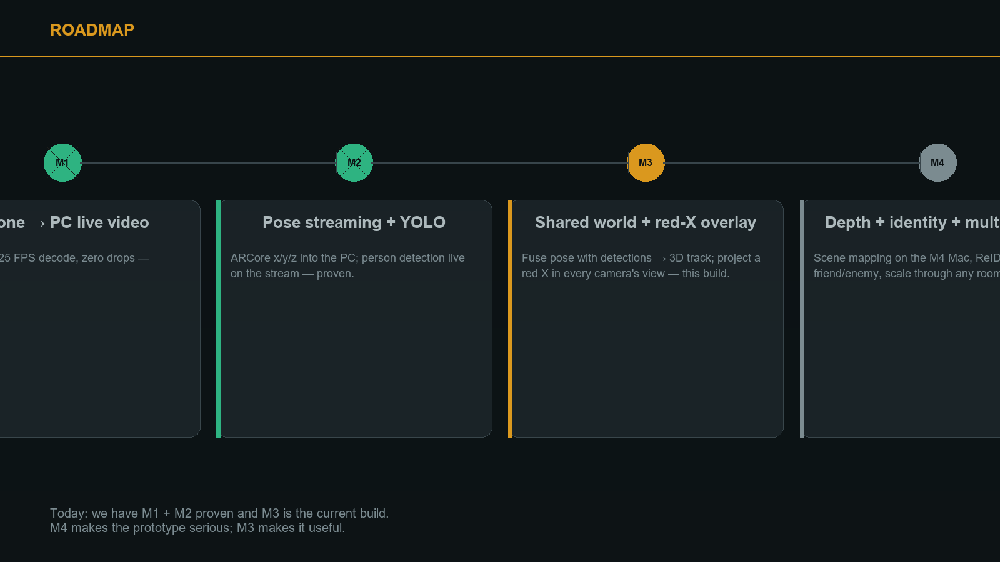 ROADMAP
M1
M2
M3
M4
one → PC live video
25 FPS decode, zero drops —
Pose streaming + YOLO
ARCore x/y/z into the PC; person detection live
on the stream — proven.
Shared world + red-X overlay
Fuse pose with detections → 3D track; project a
red X in every camera's view — this build.
Depth + identity + mult
Scene mapping on the M4 Mac, ReID
friend/enemy, scale through any room
Today: we have M1 + M2 proven and M3 is the current build.
M4 makes the prototype serious; M3 makes it useful.